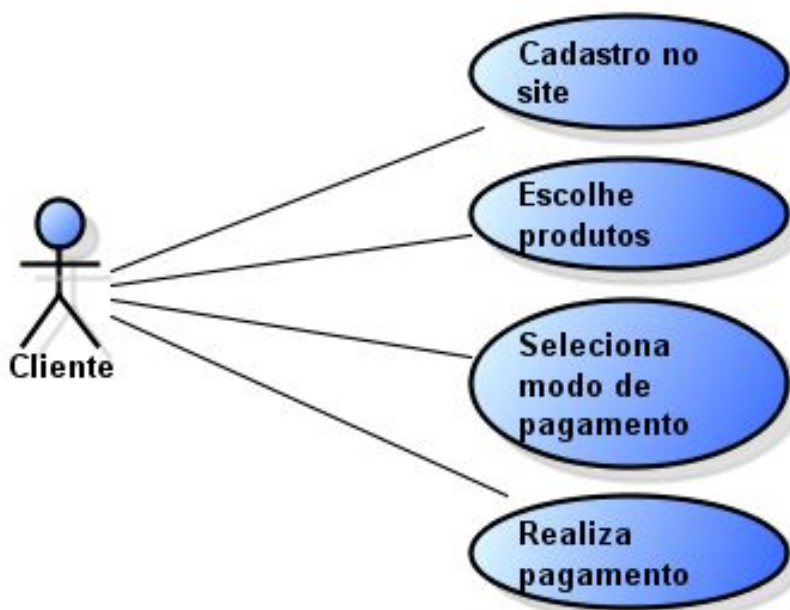 Cadastro no
site
Escolhe
produtos
Cliente
Seleciona
modo de
pagamento
Realiza
pagamento